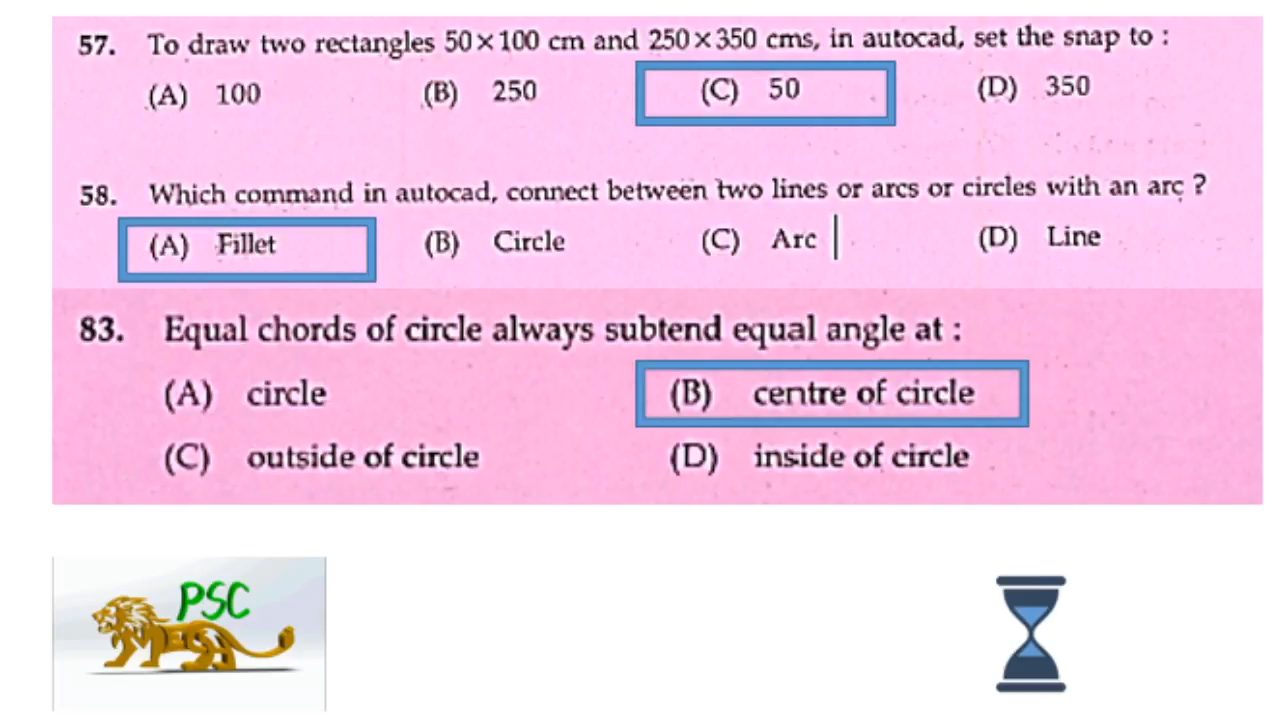 57. To draw two rectangles 50×100 cm and 250×350 cms, in autocad, set the snap to :
(A) 100 (B) 250 (C) 50 (D) 350
58. Which command in autocad, connect between two lines or arcs or circles with an arc ?
(A) Fillet (B) Circle (C) Arc (D) Line
83. Equal chords of circle always subtend equal angle at :
(A) circle (B) centre of circle
(C) outside of circle (D) inside of circle
PSC